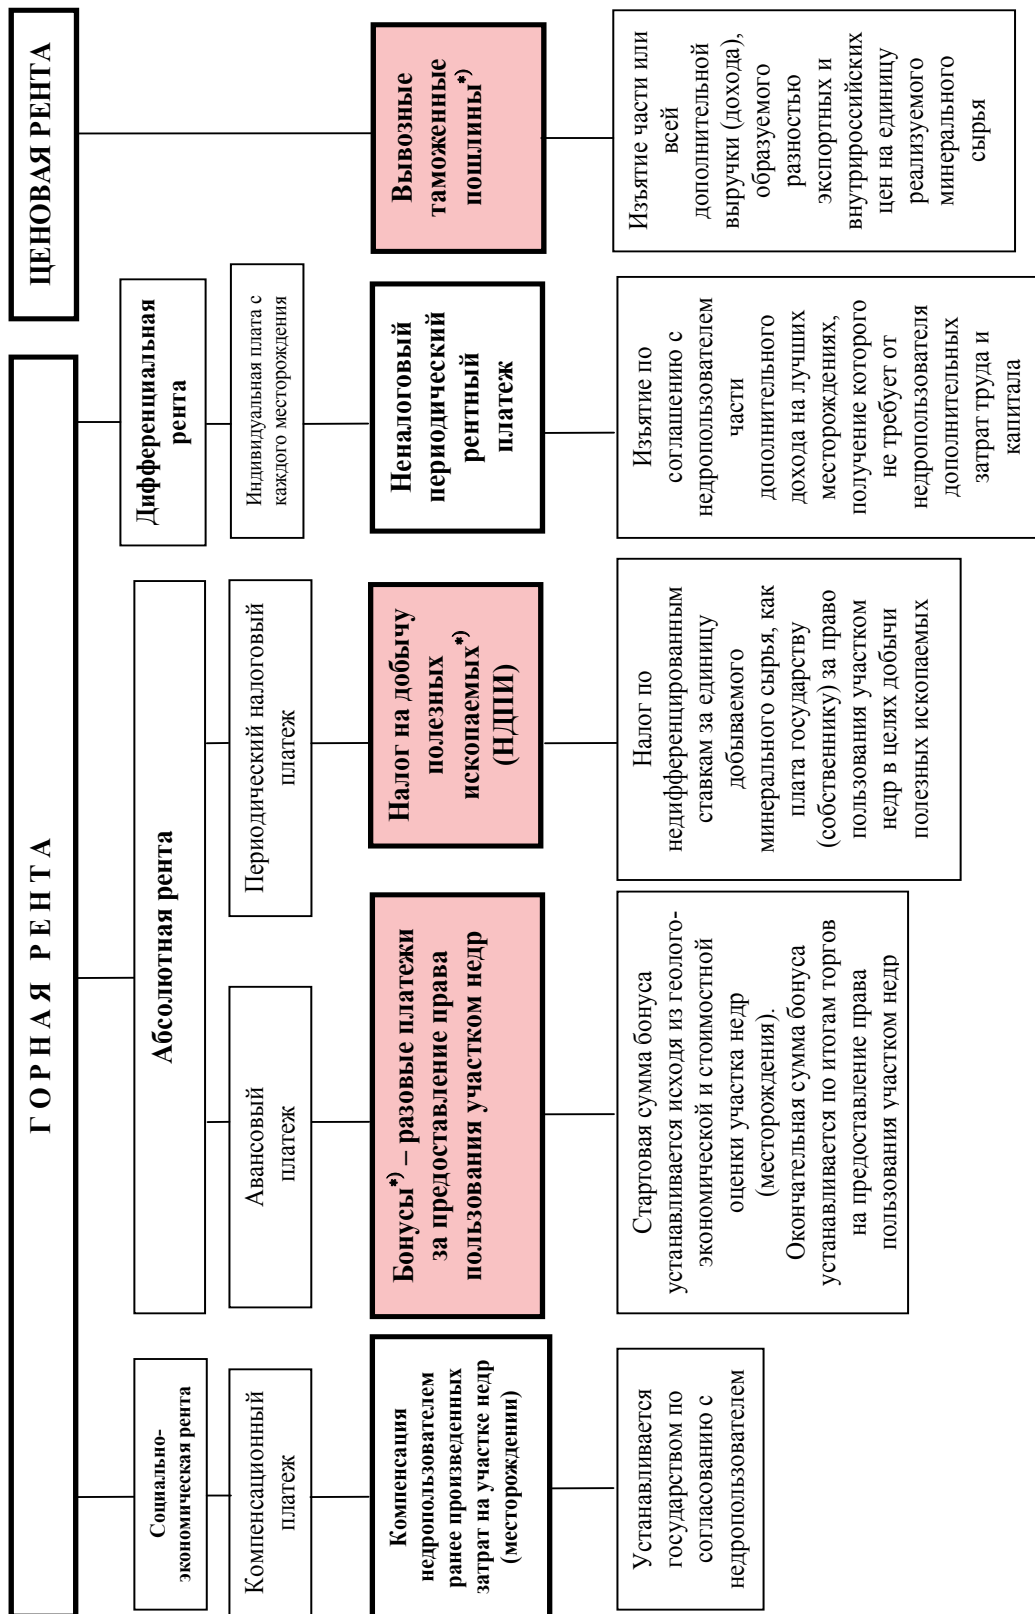 ГОРНАЯ РЕНТА
ЦЕНОВАЯ РЕНТА
Социально-
экономическая рента
Абсолютная рента
Дифференциальная
рента
Компенсационный
платеж
Авансовый
платеж
Периодический налоговый
платеж
Индивидуальная плата с
каждого месторождения
Компенсация
недропользователем
ранее произведенных
затрат на участке недр
(месторождении)
Бонусы*) – разовые платежи
за предоставление права
пользования участком недр
Налог на добычу
полезных
ископаемых*)
(НДПИ)
Неналоговый
периодический
рентный
платеж
Вывозные
таможенные
пошлины*)
Устанавливается
государством по
согласованию с
недропользователем
Стартовая сумма бонуса
устанавливается исходя из геолого-
экономической и стоимостной
оценки участка недр
(месторождения).
Окончательная сумма бонуса
устанавливается по итогам торгов
на предоставление права
пользования участком недр
Налог по
недифференцированным
ставкам за единицу
добываемого
минерального сырья, как
плата государству
(собственнику) за право
пользования участком
недр в целях добычи
полезных ископаемых
Изъятие по
соглашению с
недропользователем
части
дополнительного
дохода на лучших
месторождениях,
получение которого
не требует от
недропользователя
дополнительных
затрат труда и
капитала
Изъятие части или
всей
дополнительной
выручки (дохода),
образуемого
разностью
экспортных и
внутрироссийских
цен на единицу
реализуемого
минерального
сырья